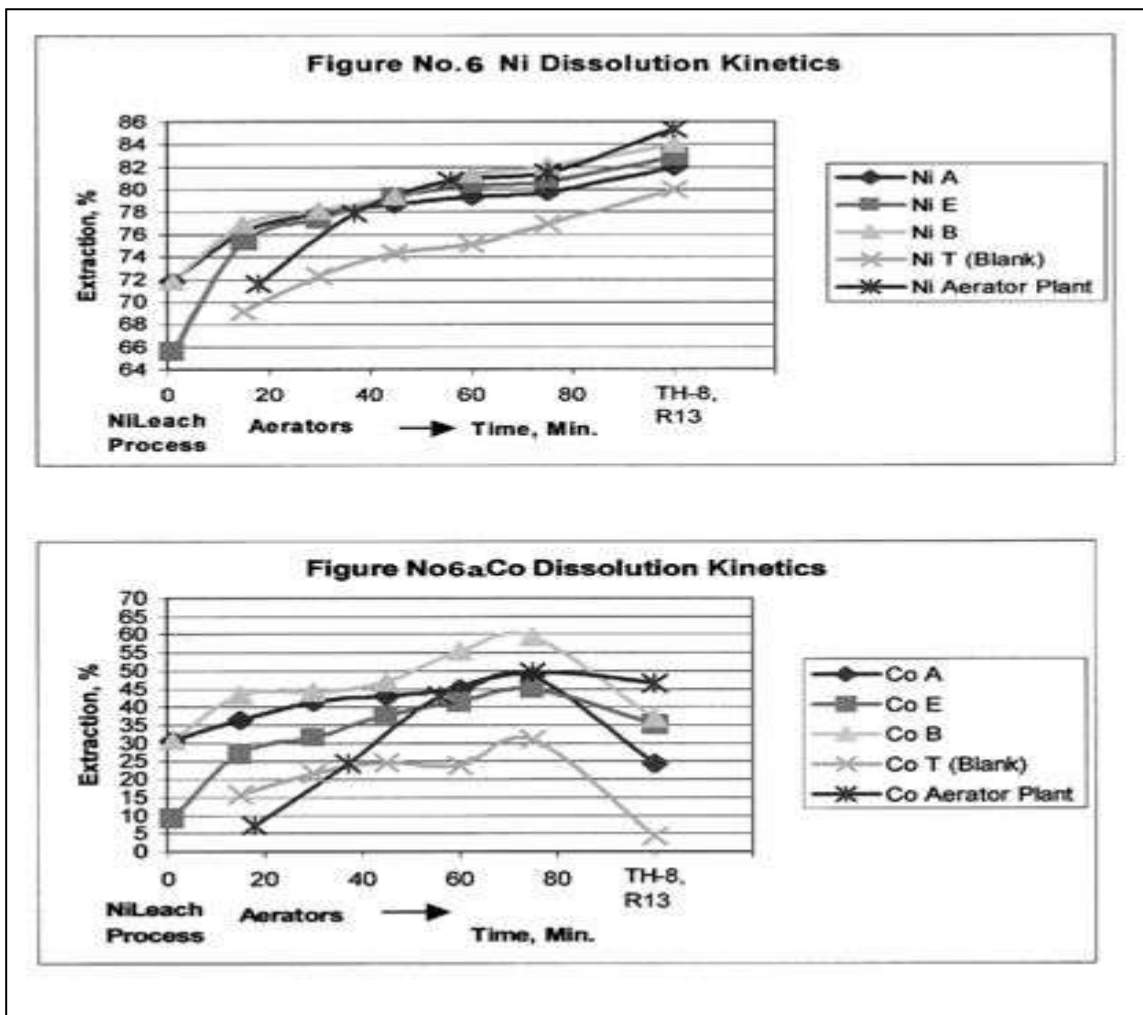 Figure No.6 Ni Dissolution Kinetics
Extraction, %
86
84
82
80
78
76
74
72
70
68
66
64
0 20 40 60 80 TH-8,
R13
NiLeach Aerators → Time, Min.
Process
Ni A
Ni E
Ni B
Ni T (Blank)
Ni Aerator Plant
Figure No6aCo Dissolution Kinetics
Extraction, %
70
65
60
55
50
45
40
35
30
25
20
15
10
5
0
0 20 40 60 80 TH-8,
R13
NiLeach Aerators →
Process Time, Min.
Co A
Co E
Co B
Co T (Blank)
Co Aerator Plant